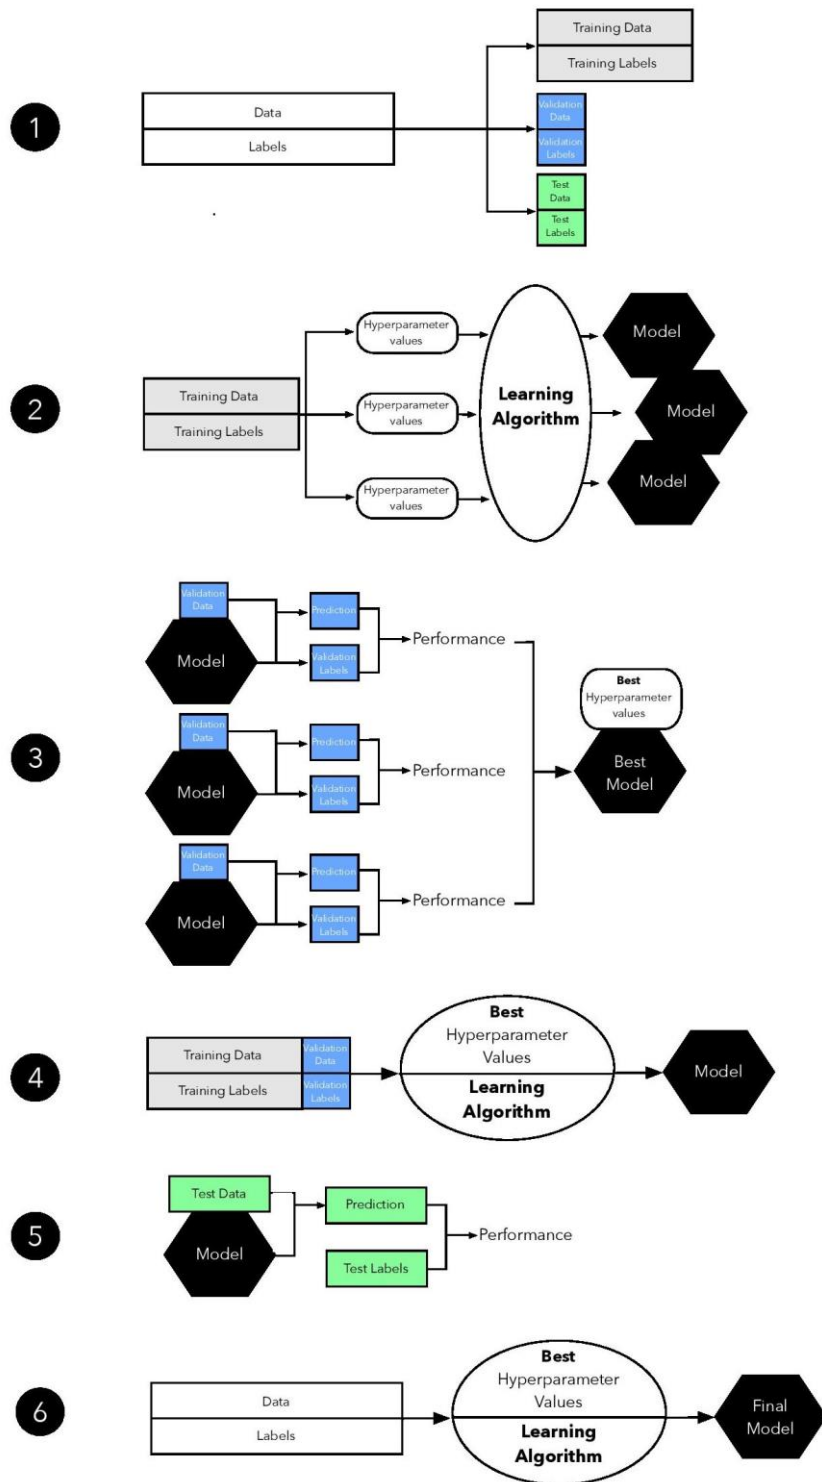 1
Data
Labels
Training Data
Training Labels
Validation
Data
Validation
Labels
Test
Data
Test
Labels
2
Training Data
Training Labels
Hyperparameter
values
Hyperparameter
values
Hyperparameter
values
Learning
Algorithm
Model
Model
Model
3
Validation
Data
Model
Prediction
Validation
Labels
Performance
Validation
Data
Model
Prediction
Validation
Labels
Performance
Validation
Data
Model
Prediction
Validation
Labels
Performance
Best
Hyperparameter
values
Best
Model
4
Training Data
Training Labels
Validation
Data
Validation
Labels
Best
Hyperparameter
Values
Learning
Algorithm
Model
5
Test Data
Model
Prediction
Test Labels
Performance
6
Data
Labels
Best
Hyperparameter
Values
Learning
Algorithm
Final
Model